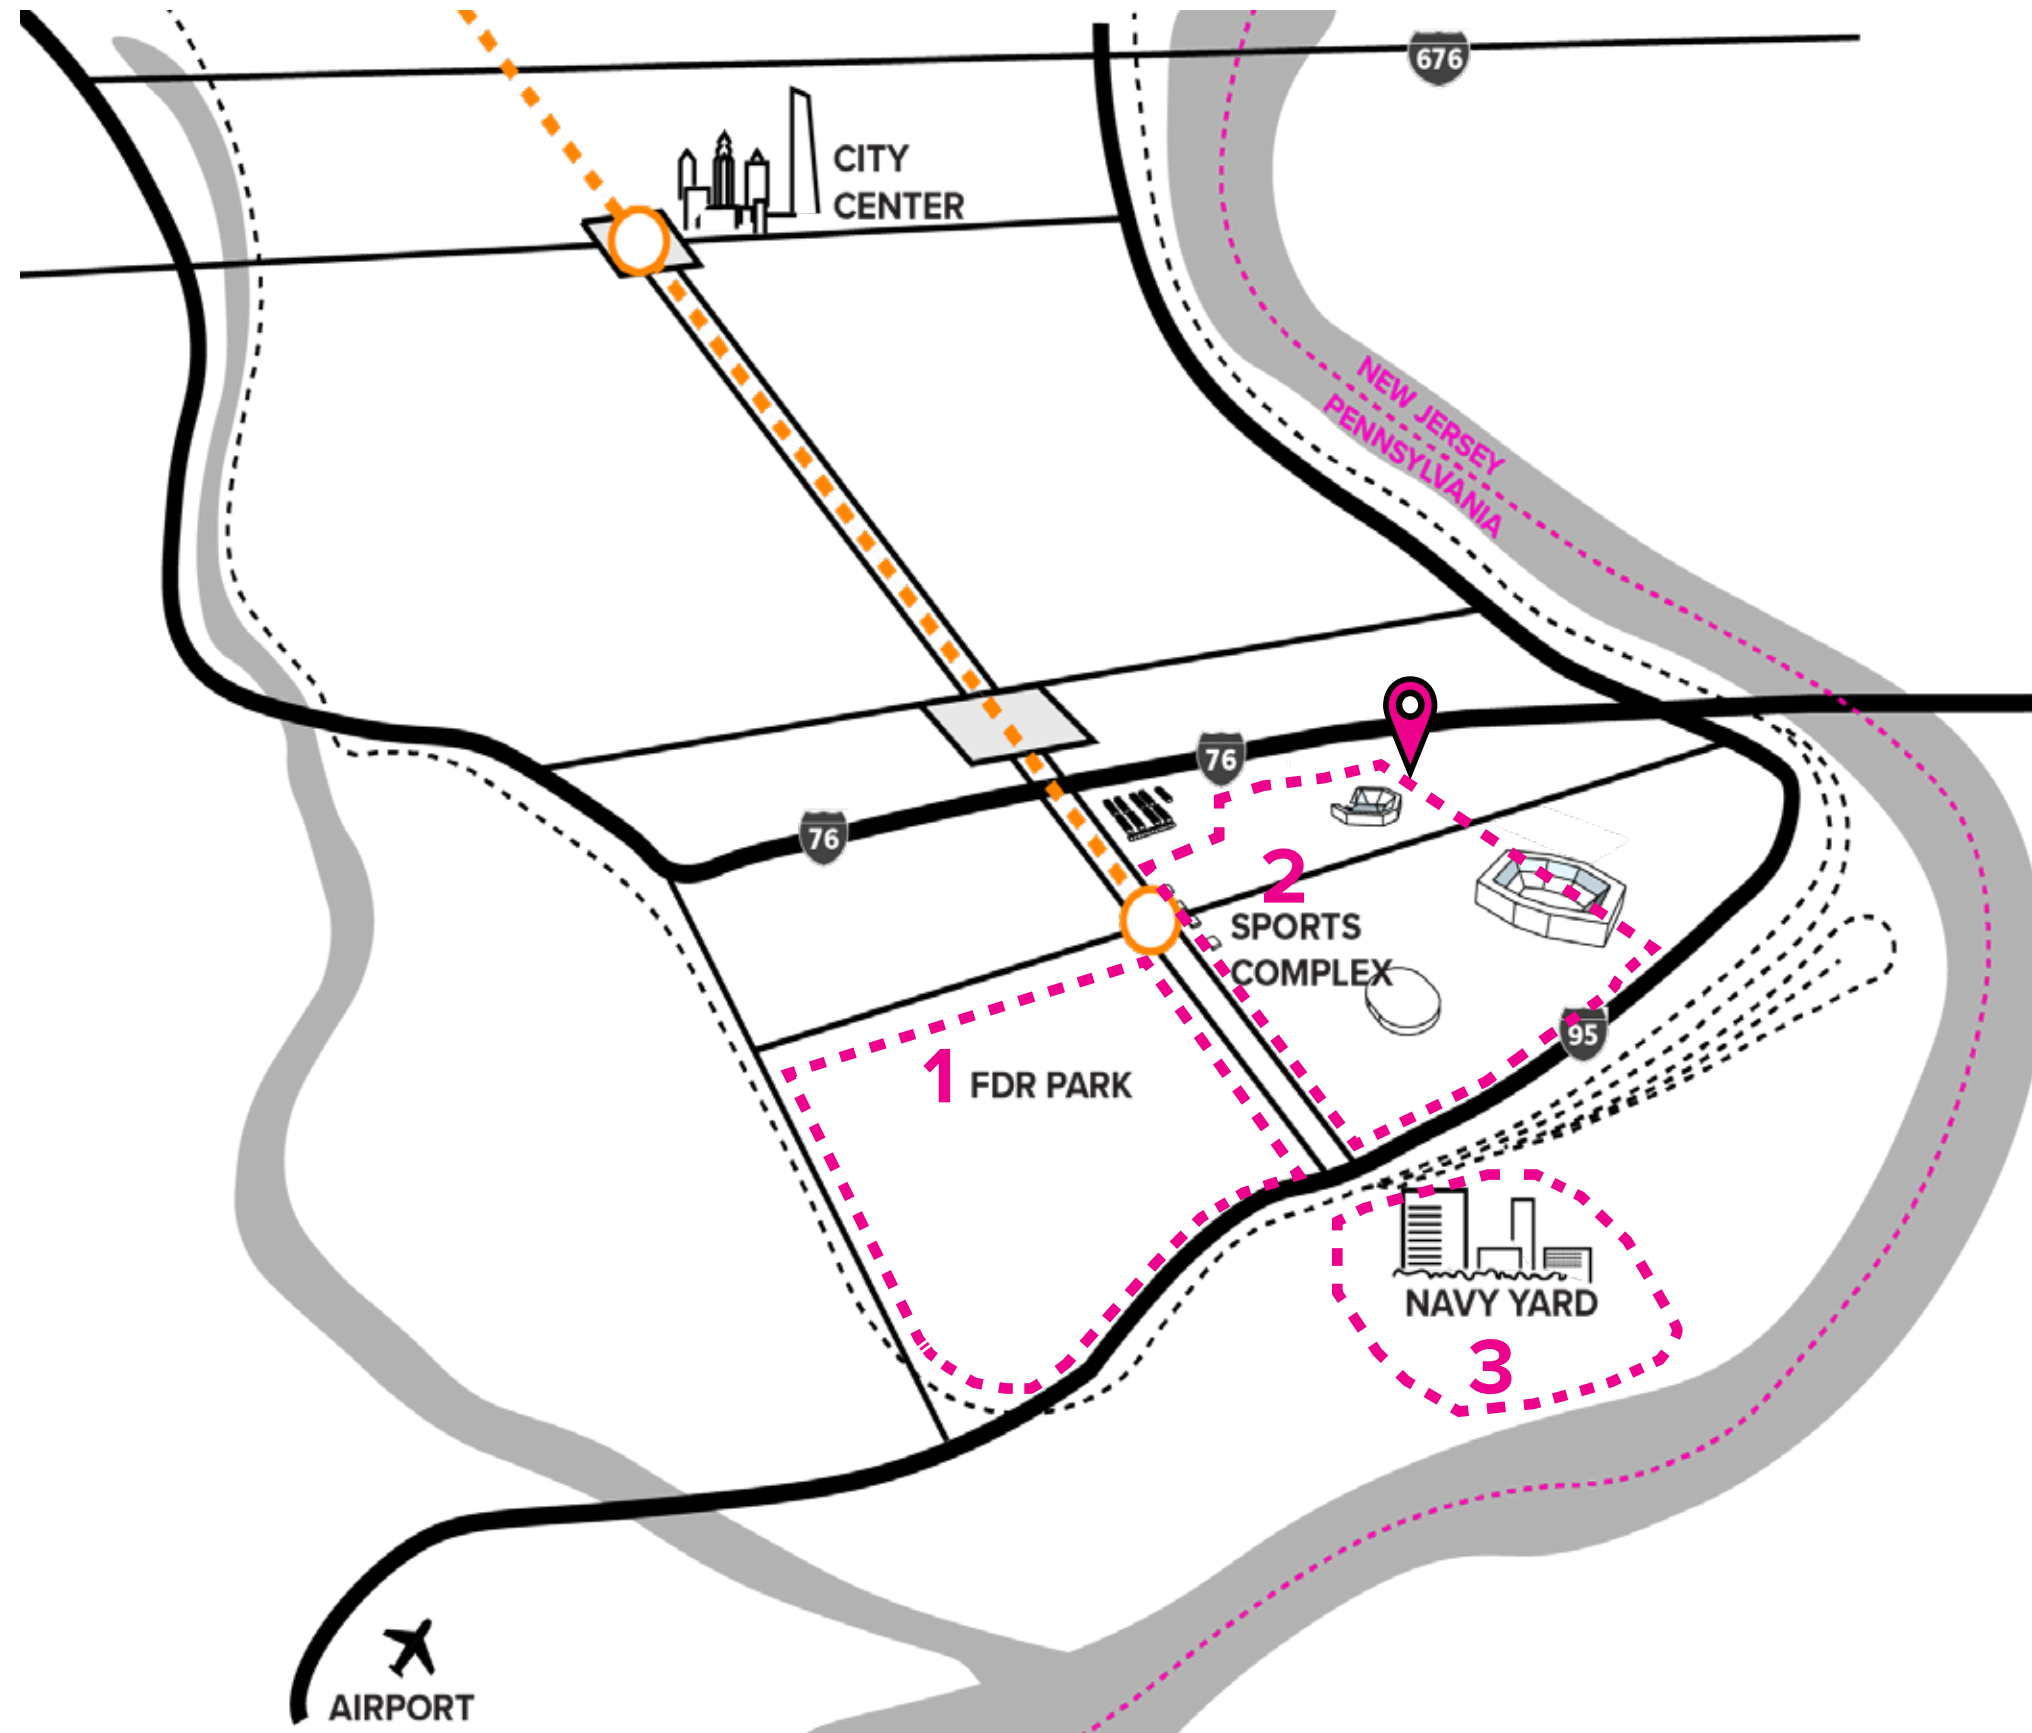 676
CITY
CENTER
NEW JERSEY
PENNSYLVANIA
76
76
2
SPORTS
COMPLEX
95
1 FDR PARK
NAVY YARD
3
AIRPORT